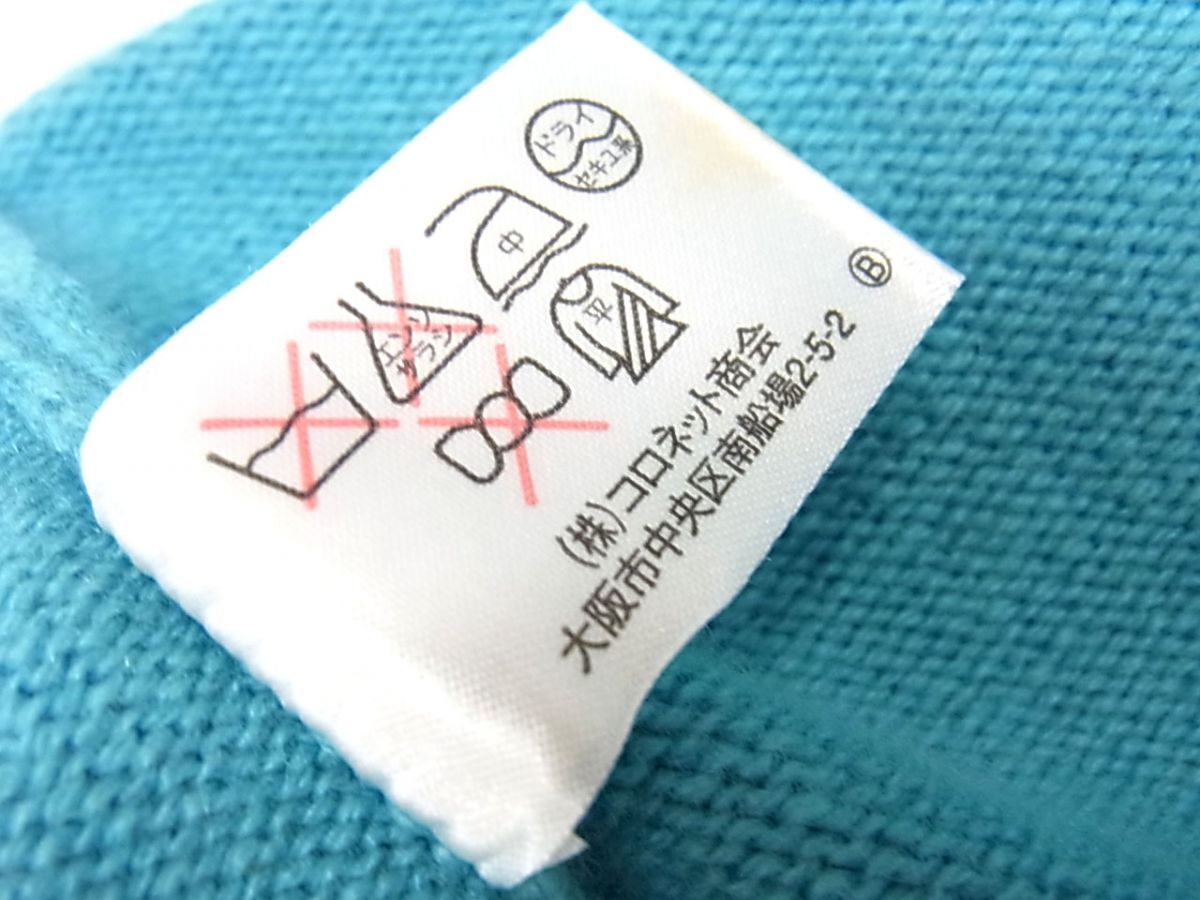 エンソ
サラシ
中
ドライ
セキユ系
平
(株)コロネット商会
大阪市中央区南船場2-5-2
B